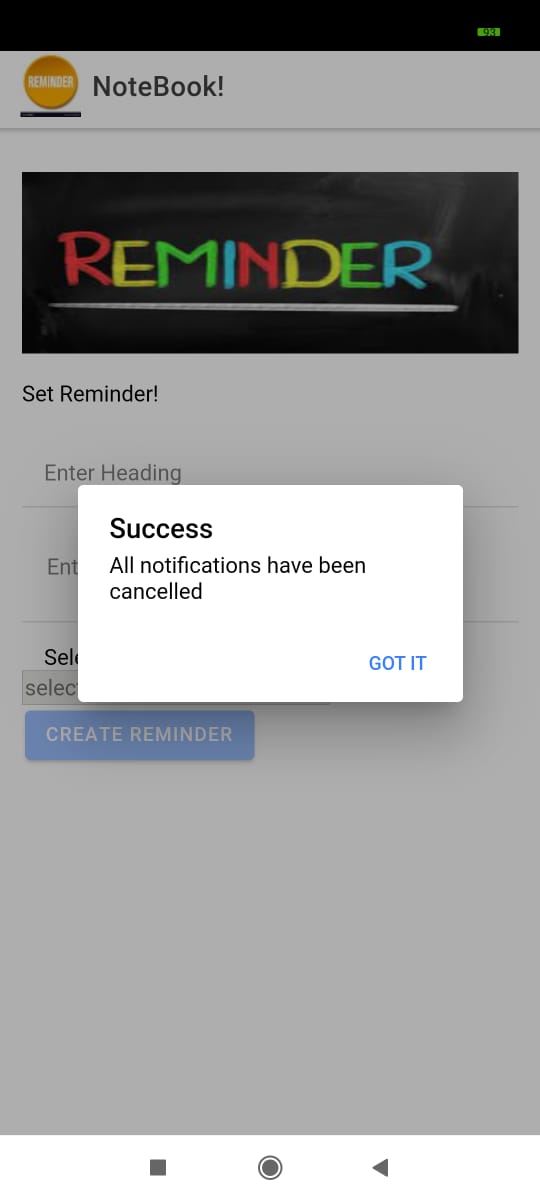 93
REMINDER
NoteBook!
REMINDER
Set Reminder!
Enter Heading
Ent
Success
All notifications have been
cancelled
GOT IT
Sele
select
CREATE REMINDER